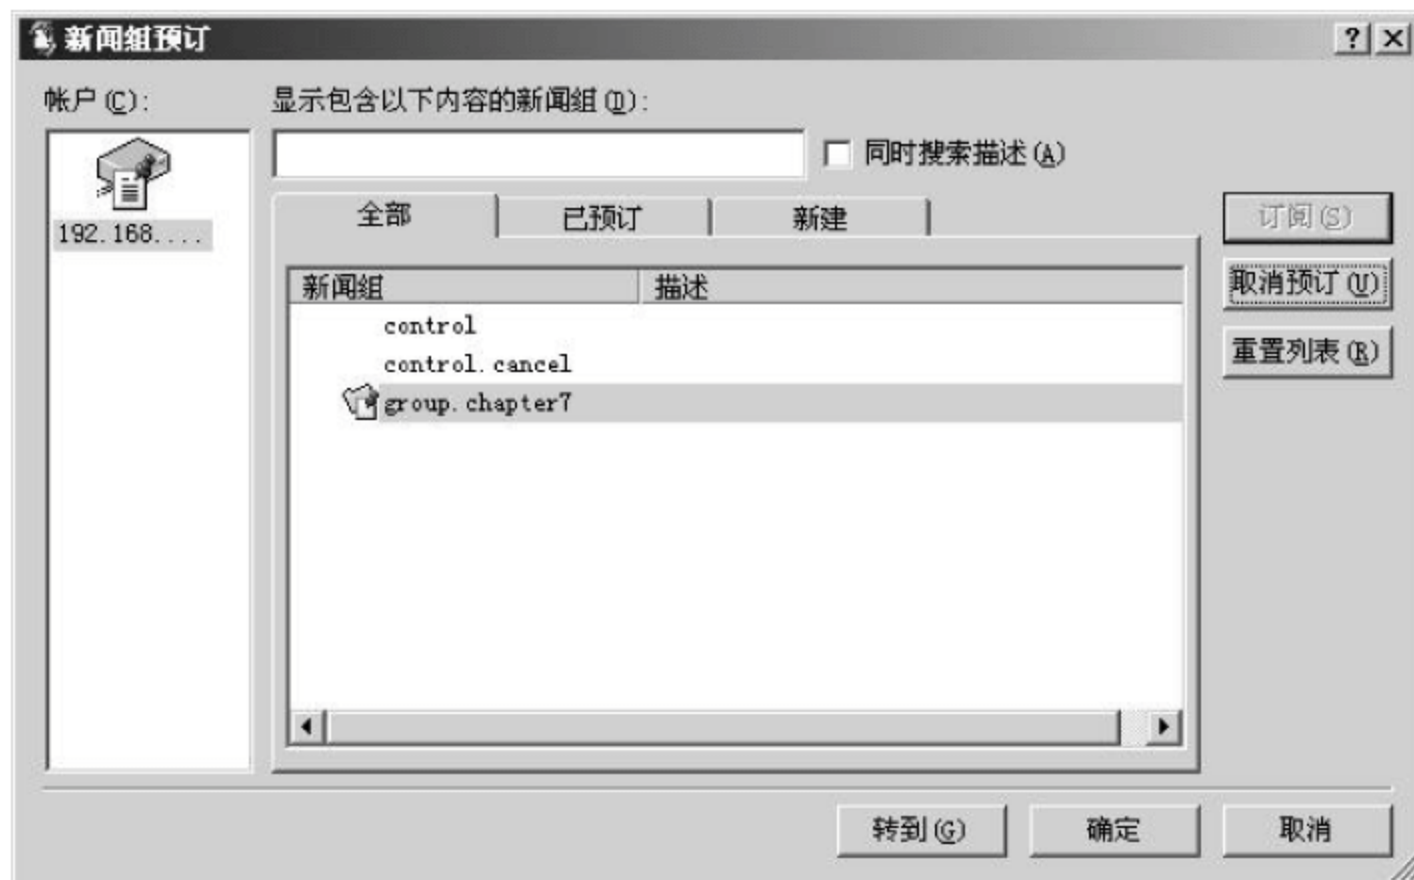 新闻组预订
帐户(C):
显示包含以下内容的新闻组(D):
同时搜索描述(A)
192.168....
全部 已预订 新建
订阅(S)
取消预订(U)
重置列表(R)
新闻组 描述
control
control.cancel
group.chapter7
转到(G) 确定 取消